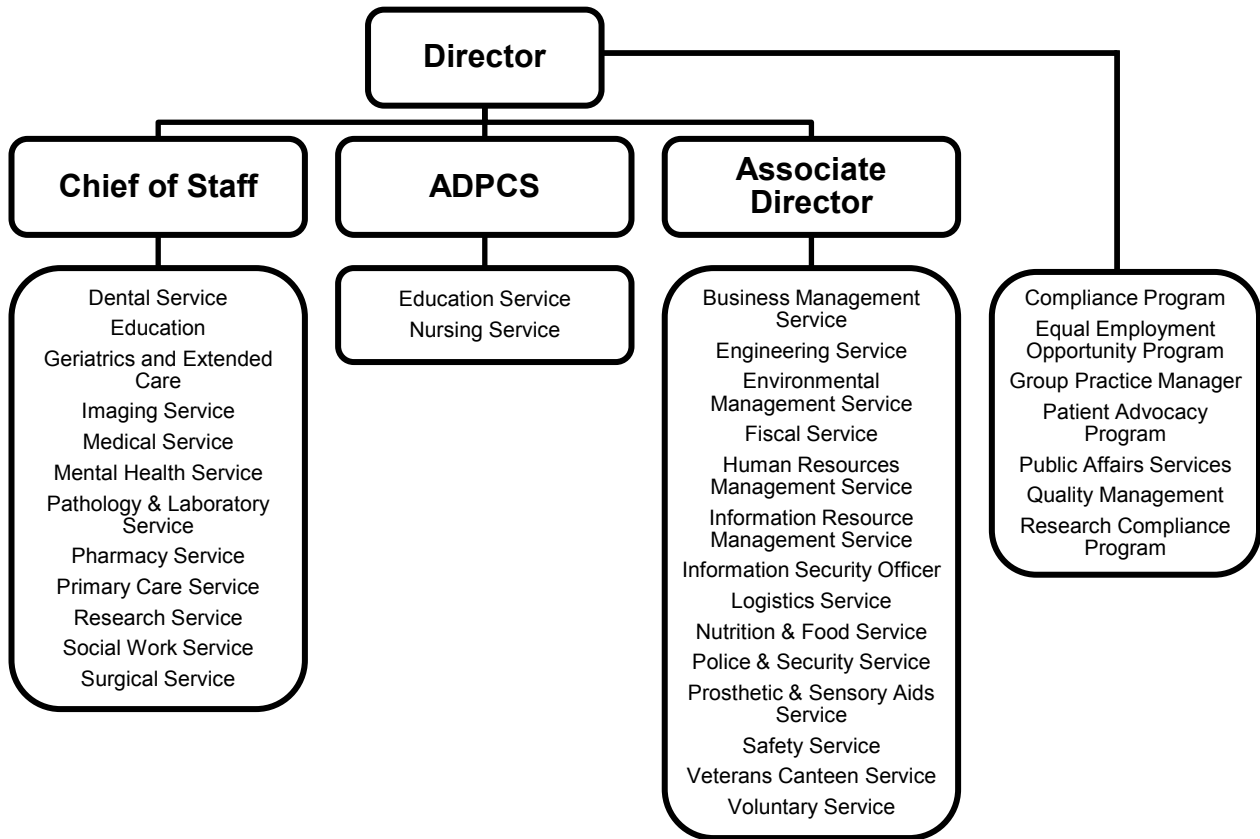 Director
Chief of Staff
ADPCS
Associate
Director
Dental Service
Education
Geriatrics and Extended
Care
Imaging Service
Medical Service
Mental Health Service
Pathology & Laboratory
Service
Pharmacy Service
Primary Care Service
Research Service
Social Work Service
Surgical Service
Education Service
Nursing Service
Business Management
Service
Engineering Service
Environmental
Management Service
Fiscal Service
Human Resources
Management Service
Information Resource
Management Service
Information Security Officer
Logistics Service
Nutrition & Food Service
Police & Security Service
Prosthetic & Sensory Aids
Service
Safety Service
Veterans Canteen Service
Voluntary Service
Compliance Program
Equal Employment
Opportunity Program
Group Practice Manager
Patient Advocacy
Program
Public Affairs Services
Quality Management
Research Compliance
Program